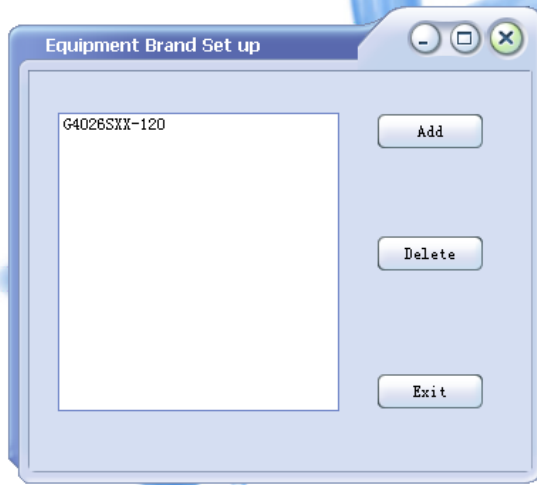 Equipment Brand Set up
G4026SXX-120
Add
Delete
Exit